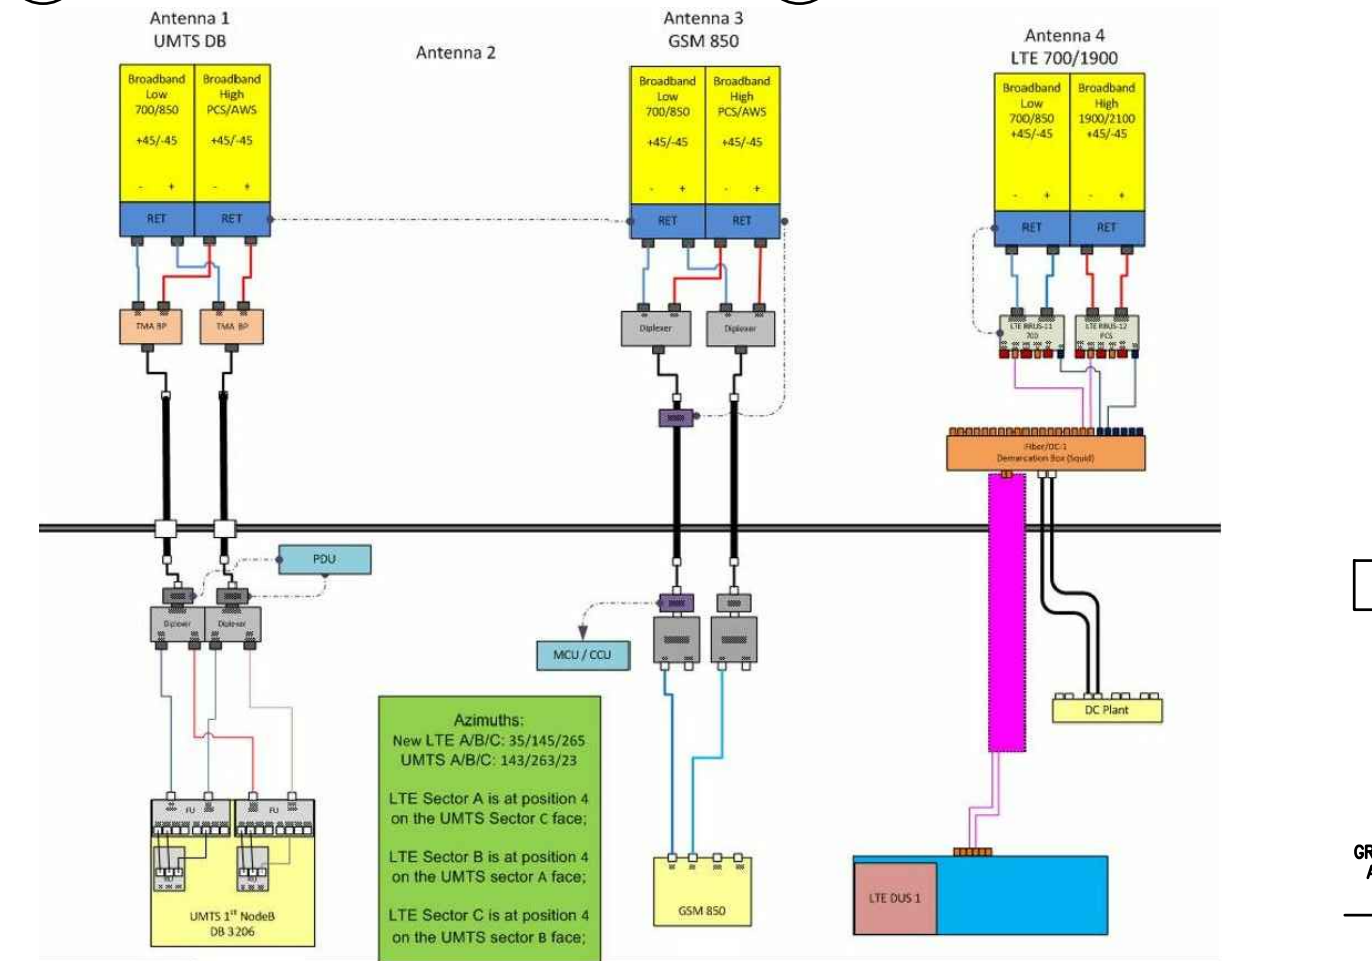 Antenna 1
UMTS DB
Antenna 2
Antenna 3
GSM 850
Antenna 4
LTE 700/1900
Broadband
Low
700/850
+45/-45
- +
Broadband
High
PCS/AWS
+45/-45
- +
Broadband
Low
700/850
+45/-45
- +
Broadband
High
PCS/AWS
+45/-45
- +
Broadband
Low
700/850
+45/-45
- +
Broadband
High
1900/2100
+45/-45
- +
RET
RET
RET
RET
RET
RET
TMA BP
TMA BP
Diplexer
Diplexer
LTE RRUS-11
700
LTE RRUS-12
PCS
Fiber/DC-1
Demarcation Box (Squid)
PDU
Diplexer
Diplexer
MCU / CCU
DC Plant
Azimuths:
New LTE A/B/C: 35/145/265
UMTS A/B/C: 143/263/23
LTE Sector A is at position 4
on the UMTS Sector C face;
LTE Sector B is at position 4
on the UMTS sector A face;
LTE Sector C is at position 4
on the UMTS sector B face;
FU
FU
UMTS 1st NodeB
DB 3206
GSM 850
LTE DUS 1
GR